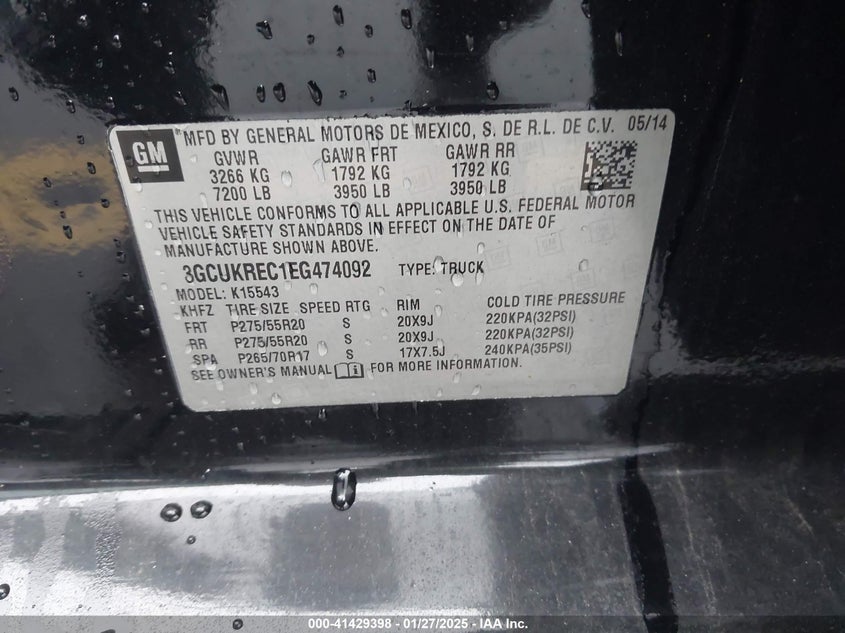 GM
MFD BY GENERAL MOTORS DE MEXICO, S. DE R.L. DE C.V. 05/14
GVWR GAWR FRT GAWR RR
3266 KG 1792 KG 1792 KG
7200 LB 3950 LB 3950 LB
THIS VEHICLE CONFORMS TO ALL APPLICABLE U.S. FEDERAL MOTOR
VEHICLE SAFETY STANDARDS IN EFFECT ON THE DATE OF
MANUFACTURE SHOWN ABOVE.
3GCUKREC1EG474092 TYPE: TRUCK
MODEL: K15543
KHFZ TIRE SIZE SPEED RTG RIM COLD TIRE PRESSURE
FRT P275/55R20 S 20X9J 220KPA(32PSI)
RR P275/55R20 S 20X9J 220KPA(32PSI)
SPA P265/70R17 S 17X7.5J 240KPA(35PSI)
SEE OWNER'S MANUAL FOR MORE INFORMATION.
000-41429398 - 01/27/2025 - IAA Inc.